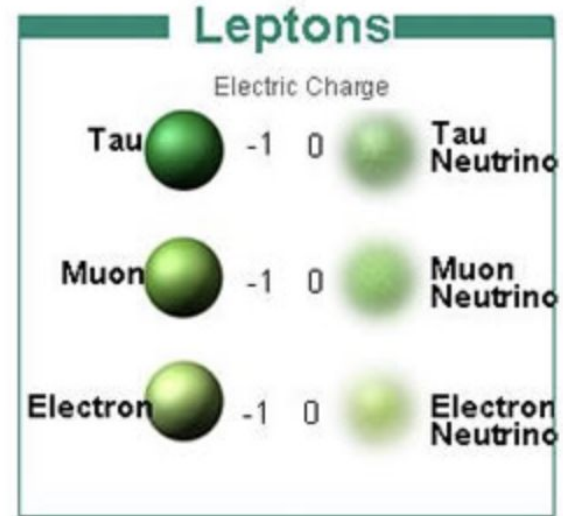 Leptons
Electric Charge
Tau -1 0 Tau
Neutrino
Muon -1 0 Muon
Neutrino
Electron -1 0 Electron
Neutrino